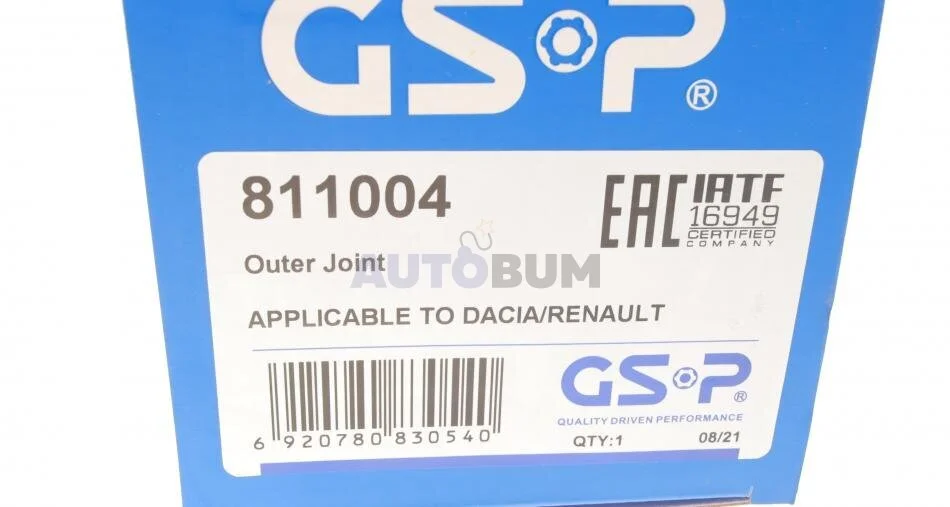 GSP®
811004
EAC
IATF
16949
CERTIFIED
COMPANY
Outer Joint
AUTOBUM
APPLICABLE TO DACIA/RENAULT
GSP®
QUALITY DRIVEN PERFORMANCE
6 920780 830540
QTY:1 08/21